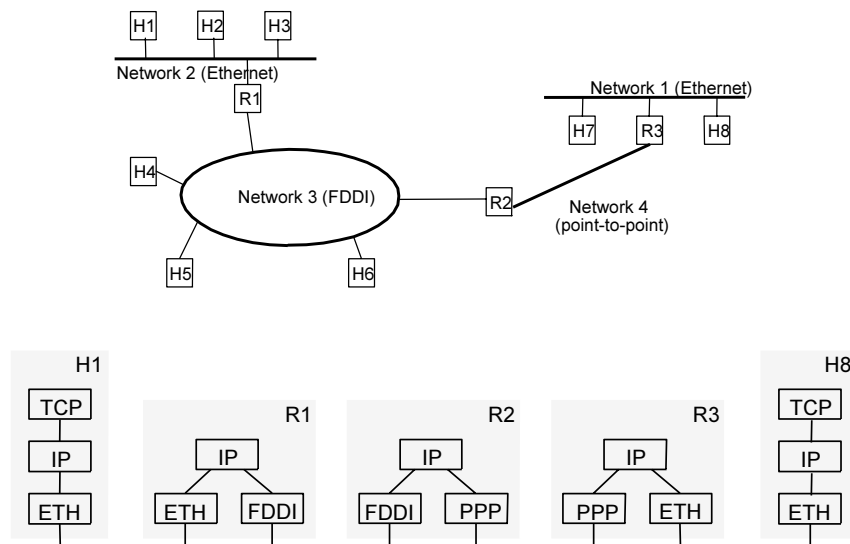 H1 H2 H3
Network 2 (Ethernet)
R1
Network 1 (Ethernet)
H7 R3 H8
H4
Network 3 (FDDI)
R2
Network 4
(point-to-point)
H5 H6
H1
TCP
IP
ETH
R1
IP
ETH FDDI
R2
IP
FDDI PPP
R3
IP
PPP ETH
H8
TCP
IP
ETH